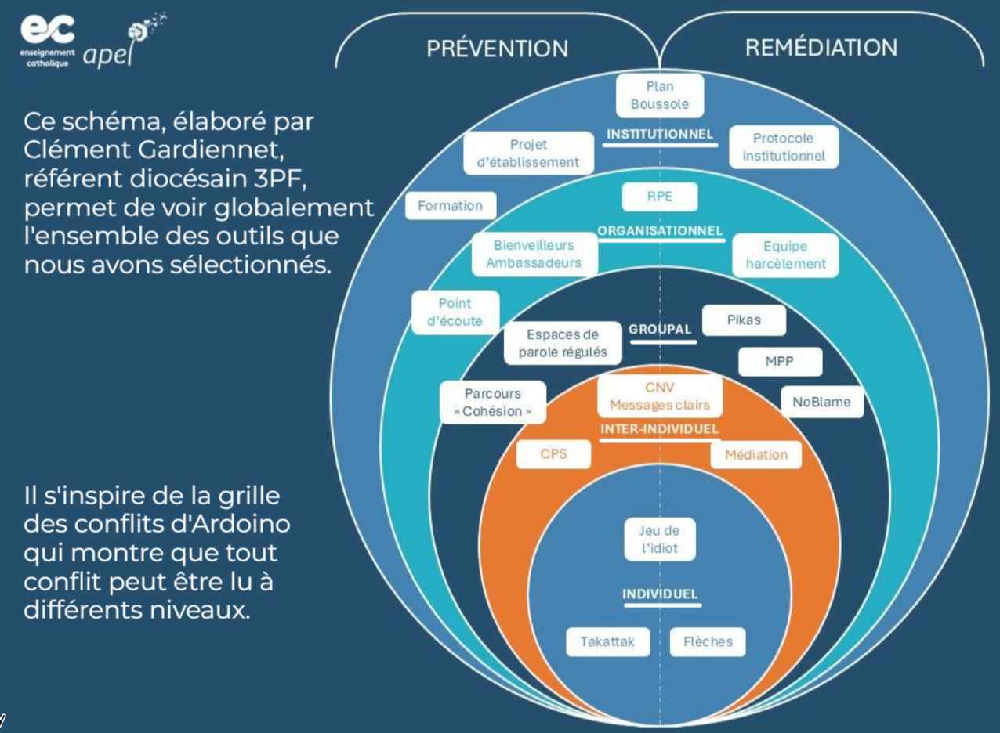 ec
enseignement
catholique
apel
PRÉVENTION
REMÉDIATION
Ce schéma, élaboré par
Clément Gardiennet,
référent diocésain 3PF,
permet de voir globalement
l'ensemble des outils que
nous avons sélectionnés.
Il s'inspire de la grille
des conflits d'Ardoino
qui montre que tout
conflit peut être lu à
différents niveaux.
Plan
Boussole
INSTITUTIONNEL
Projet
d'établissement
Protocole
institutionnel
Formation
RPE
ORGANISATIONNEL
Bienveilleurs
Ambassadeurs
Equipe
harcèlement
Point
d'écoute
GROUPAL
Espaces de
parole régulés
Pikas
MPP
Parcours
« Cohésion »
NoBlame
CNV
Messages clairs
INTER-INDIVIDUEL
CPS
Médiation
Jeu de
l'idiot
INDIVIDUEL
Takattak
Flèches